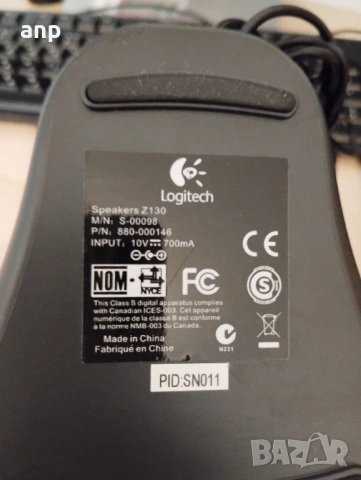 anp
Logitech
Speakers Z130
M/N: S-00098
P/N: 880-000146
INPUT: 10V⎓700mA
NOM-NYCE
FC
CE
S
This Class B digital apparatus complies
with Canadian ICES-003. Cet appareil
numérique de la classe B est conforme
a la norme NMB-003 du Canada.
Made in China
Fabriqué en Chine
N231
PID:SN011
BAZAR